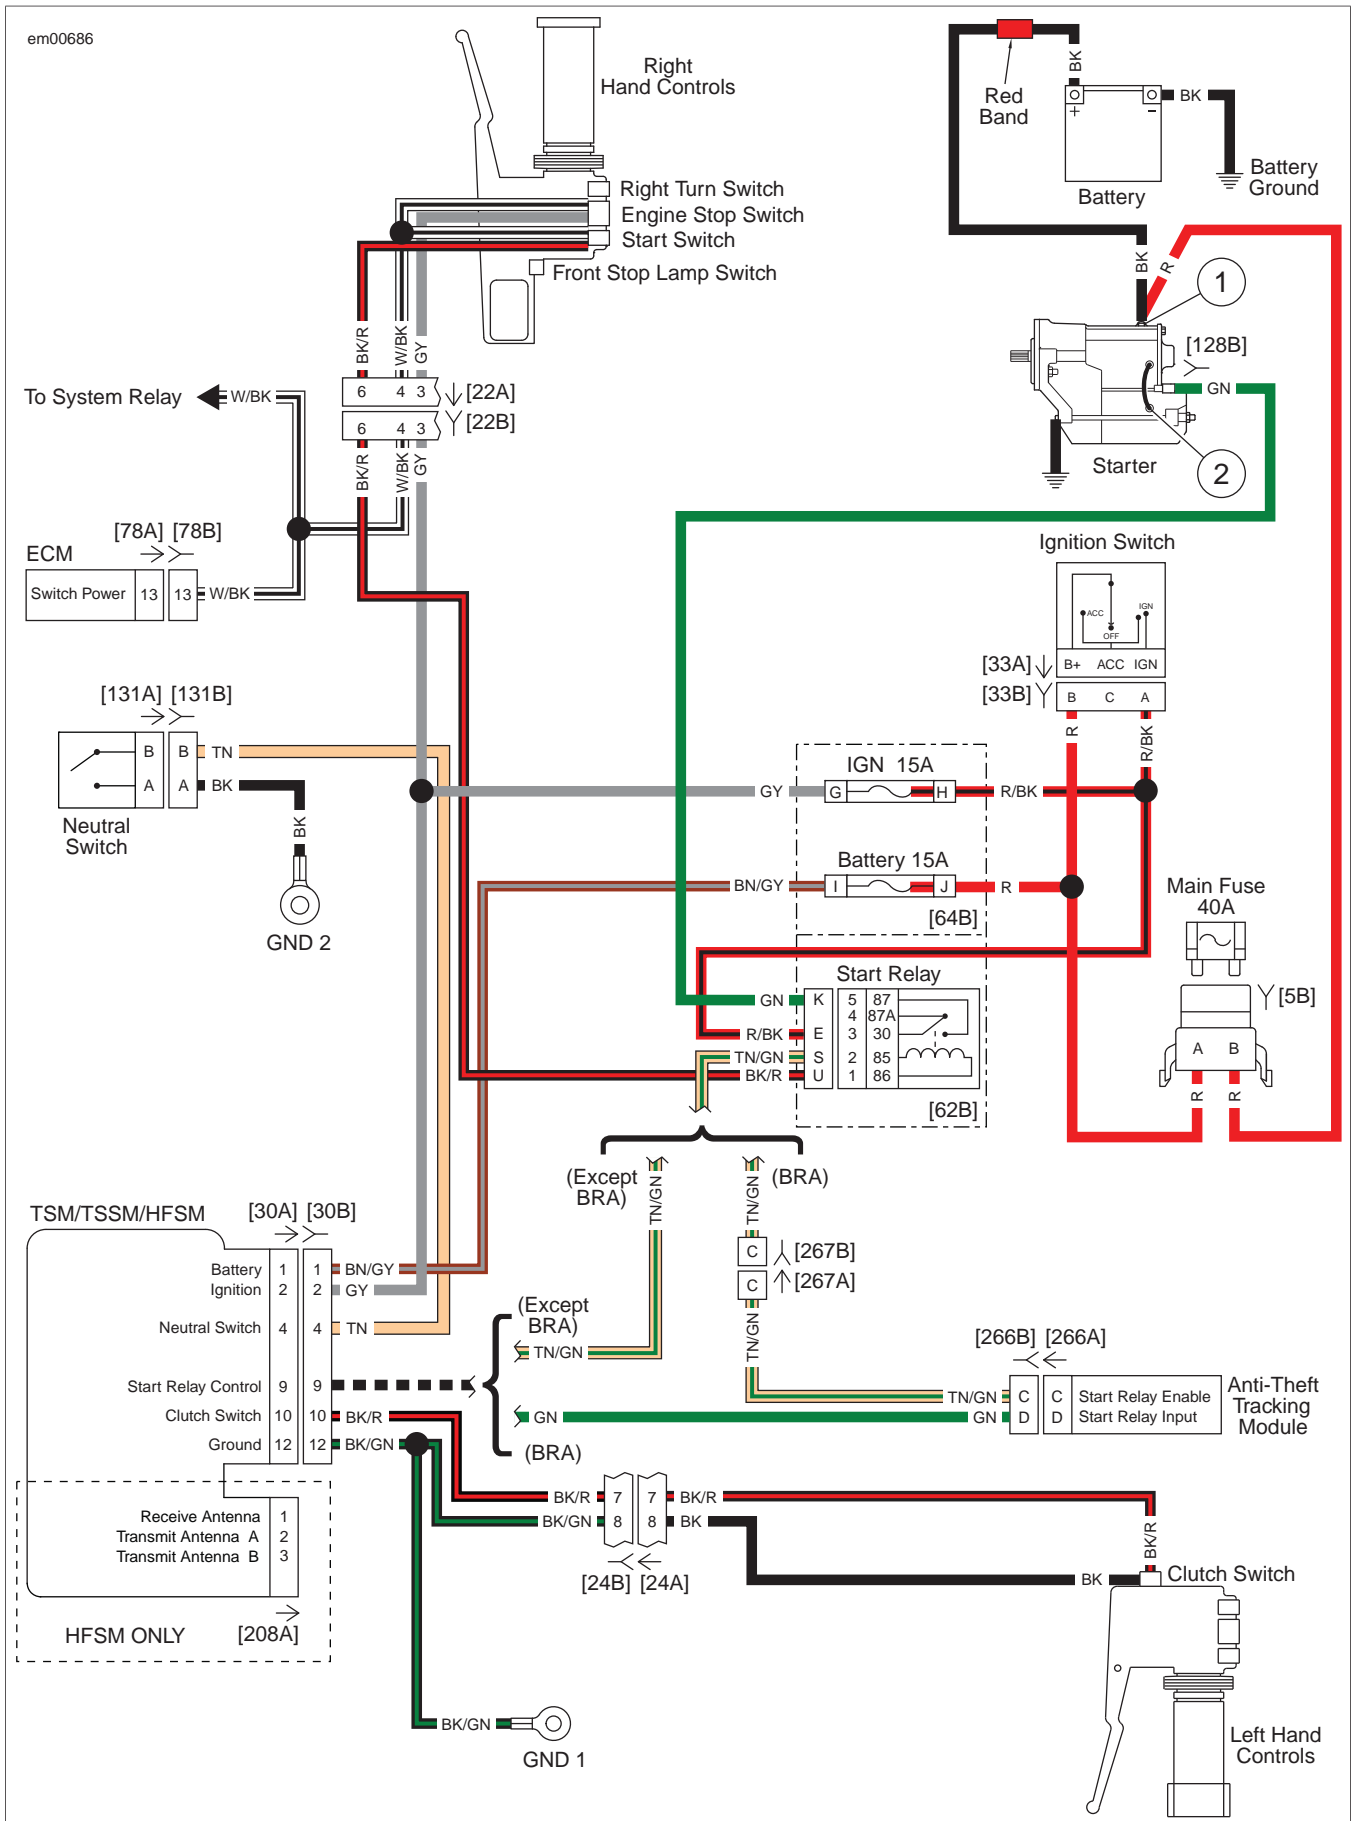 em00686
Right
Hand Controls
Right Turn Switch
Engine Stop Switch
Start Switch
Front Stop Lamp Switch
BK
Red
Band
BK
+
-
Battery
Battery
Ground
BK
R
1
[128B]
GN
2
Starter
BK/R
W/BK
GY
6 4 3
[22A]
6 4 3
[22B]
BK/R
W/BK
GY
To System Relay
W/BK
[78A] [78B]
ECM
Switch Power 13 13 W/BK
Ignition Switch
ACC
IGN
OFF
[33A] B+ ACC IGN
[33B] B C A
R
R/BK
[131A] [131B]
B B TN
A A BK
Neutral
Switch
BK
GND 2
IGN 15A
GY G H R/BK
Battery 15A
BN/GY I J R
[64B]
Main Fuse
40A
[5B]
A B
R R
Start Relay
GN K 5 87
4 87A
R/BK E 3 30
TN/GN S 2 85
BK/R U 1 86
[62B]
(Except
BRA)
TN/GN
TN/GN
(BRA)
C [267B]
C [267A]
TN/GN
TSM/TSSM/HFSM
[30A] [30B]
Battery 1 1 BN/GY
Ignition 2 2 GY
Neutral Switch 4 4 TN
Start Relay Control 9 9
Clutch Switch 10 10 BK/R
Ground 12 12 BK/GN
(Except
BRA)
TN/GN
GN
(BRA)
[266B] [266A]
TN/GN C C Start Relay Enable
GN D D Start Relay Input
Anti-Theft
Tracking
Module
BK/R 7 7 BK/R
BK/GN 8 8 BK
[24B] [24A]
BK/R
BK
Clutch Switch
Receive Antenna 1
Transmit Antenna A 2
Transmit Antenna B 3
HFSM ONLY
[208A]
BK/GN
GND 1
Left Hand
Controls